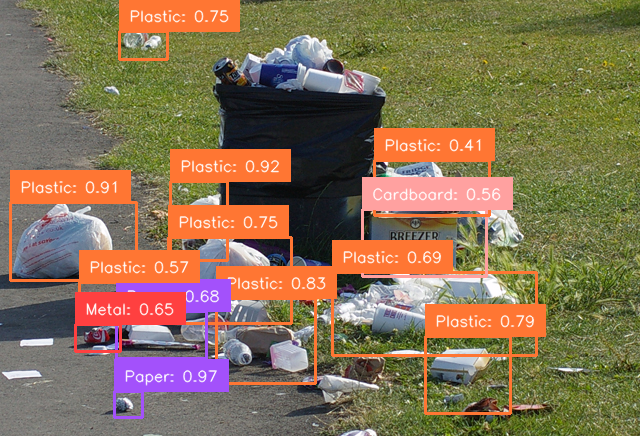 Plastic: 0.75
Plastic: 0.41
Plastic: 0.92
Plastic: 0.91
Cardboard: 0.56
Plastic: 0.75
BREEZER
Plastic: 0.69
Plastic: 0.57
Plastic: 0.83
0.68
Metal: 0.65
Plastic: 0.79
Paper: 0.97